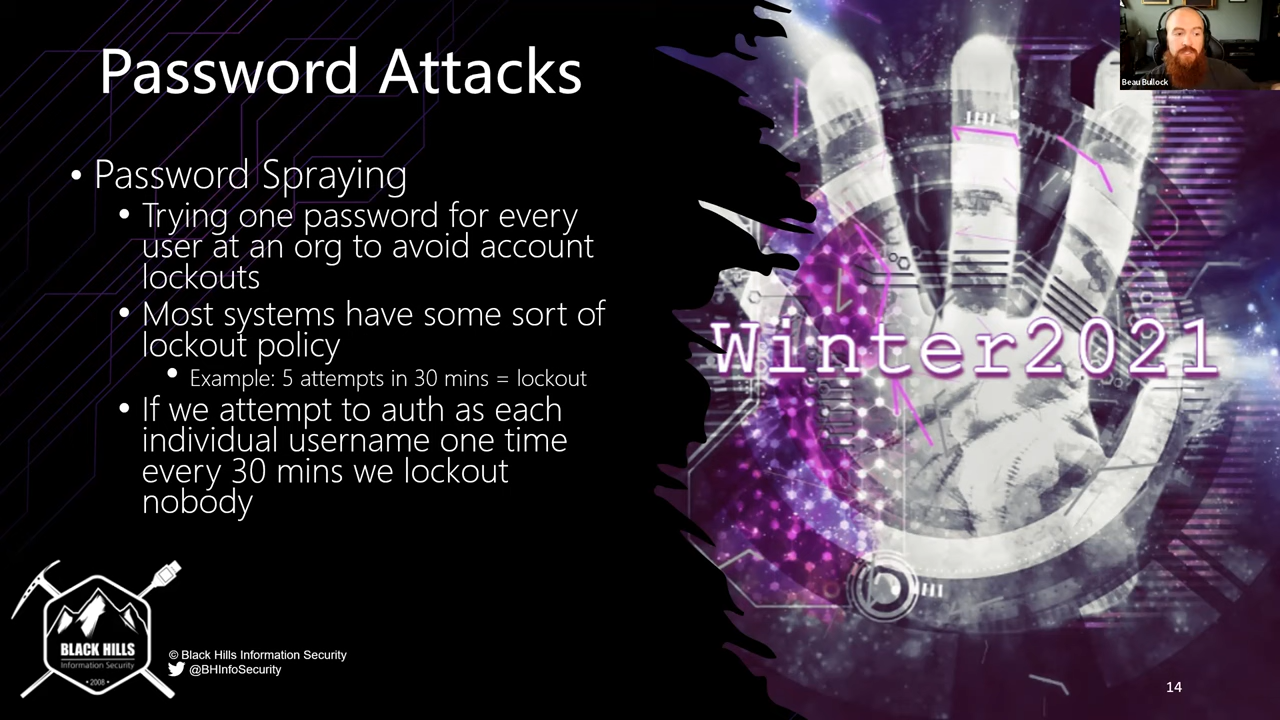 Password Attacks
• Password Spraying
• Trying one password for every
user at an org to avoid account
lockouts
• Most systems have some sort of
lockout policy
• Example: 5 attempts in 30 mins = lockout
• If we attempt to auth as each
individual username one time
every 30 mins we lockout
nobody
Winter2021
Beau Bullock
BLACK HILLS
Information Security
• 2008 •
© Black Hills Information Security
@BHInfoSecurity
14